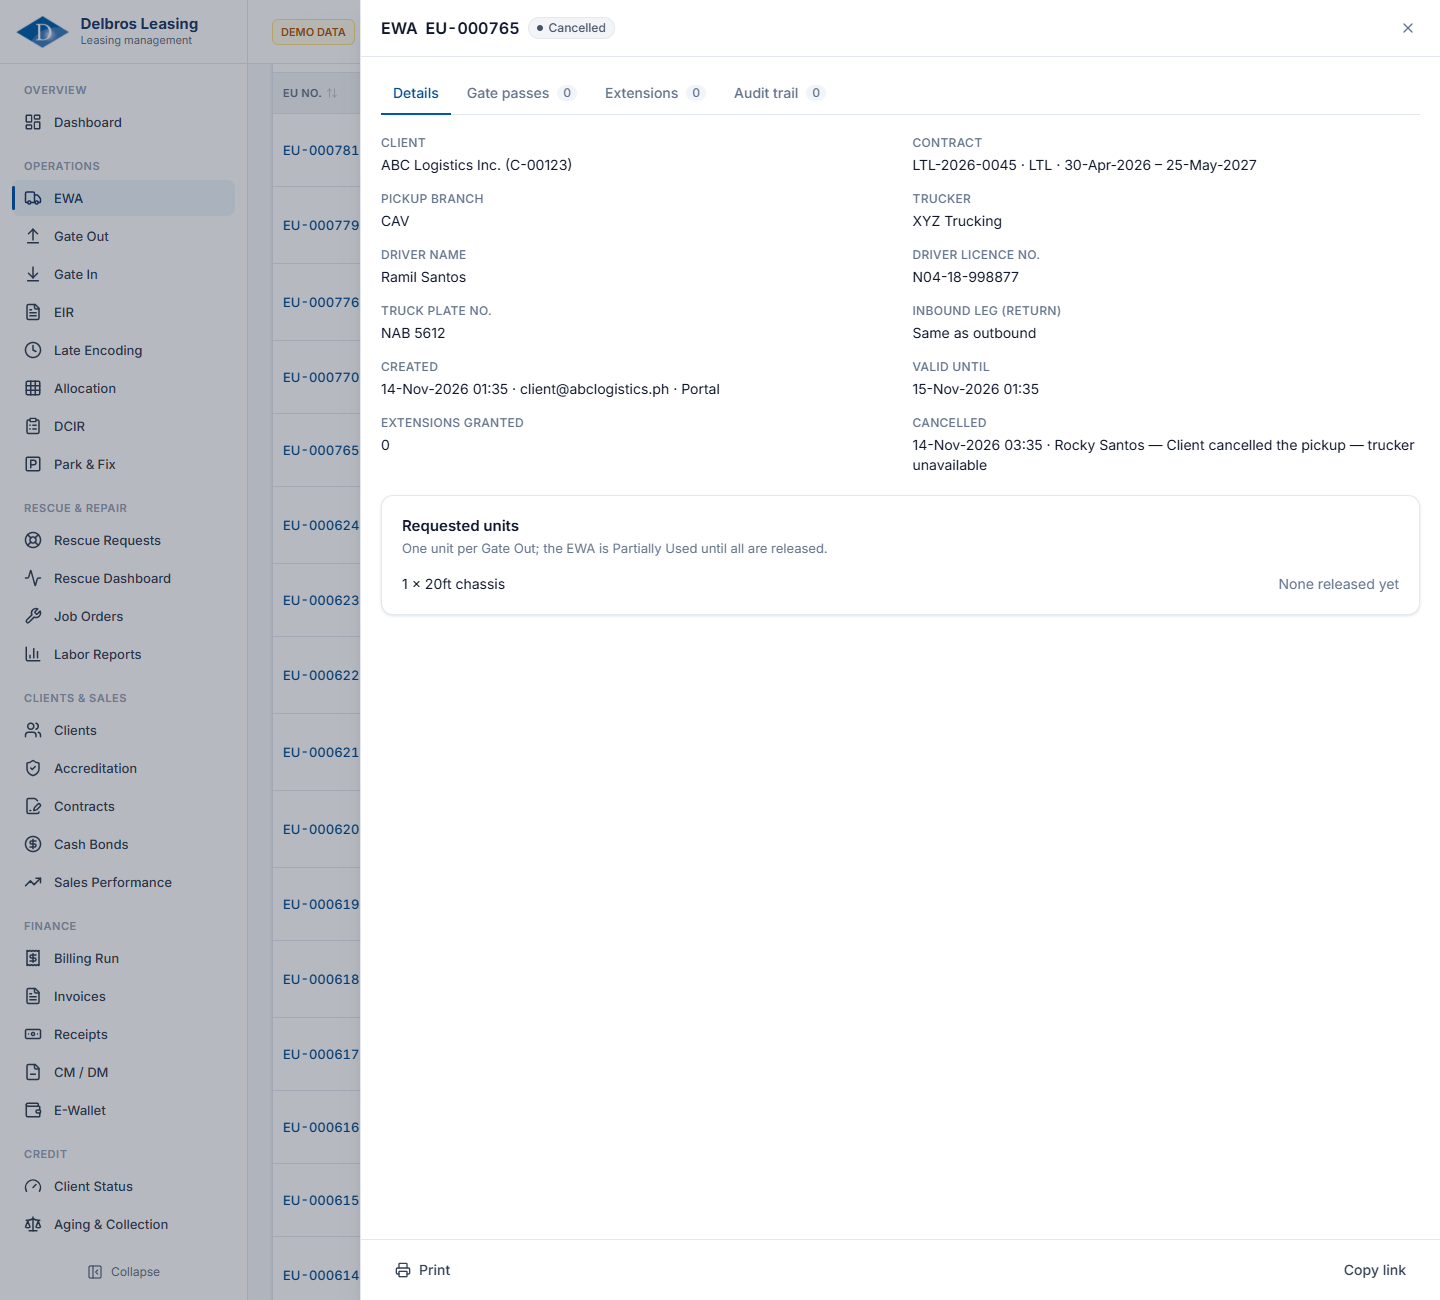 Delbros Leasing
Leasing management
OVERVIEW
Dashboard
OPERATIONS
EWA
Gate Out
Gate In
EIR
Late Encoding
Allocation
DCIR
Park & Fix
RESCUE & REPAIR
Rescue Requests
Rescue Dashboard
Job Orders
Labor Reports
CLIENTS & SALES
Clients
Accreditation
Contracts
Cash Bonds
Sales Performance
FINANCE
Billing Run
Invoices
Receipts
CM / DM
E-Wallet
CREDIT
Client Status
Aging & Collection
Collapse
DEMO DATA
EU NO.
EU-000781
EU-000779
EU-000776
EU-000770
EU-000765
EU-000624
EU-000623
EU-000622
EU-000621
EU-000620
EU-000619
EU-000618
EU-000617
EU-000616
EU-000615
EU-000614
EWA EU-000765 Cancelled
Details Gate passes 0 Extensions 0 Audit trail 0
CLIENT
ABC Logistics Inc. (C-00123)
CONTRACT
LTL-2026-0045 · LTL · 30-Apr-2026 – 25-May-2027
PICKUP BRANCH
CAV
TRUCKER
XYZ Trucking
DRIVER NAME
Ramil Santos
DRIVER LICENCE NO.
N04-18-998877
TRUCK PLATE NO.
NAB 5612
INBOUND LEG (RETURN)
Same as outbound
CREATED
14-Nov-2026 01:35 · client@abclogistics.ph · Portal
VALID UNTIL
15-Nov-2026 01:35
EXTENSIONS GRANTED
0
CANCELLED
14-Nov-2026 03:35 · Rocky Santos — Client cancelled the pickup — trucker
unavailable
Requested units
One unit per Gate Out; the EWA is Partially Used until all are released.
1 × 20ft chassis None released yet
Print Copy link